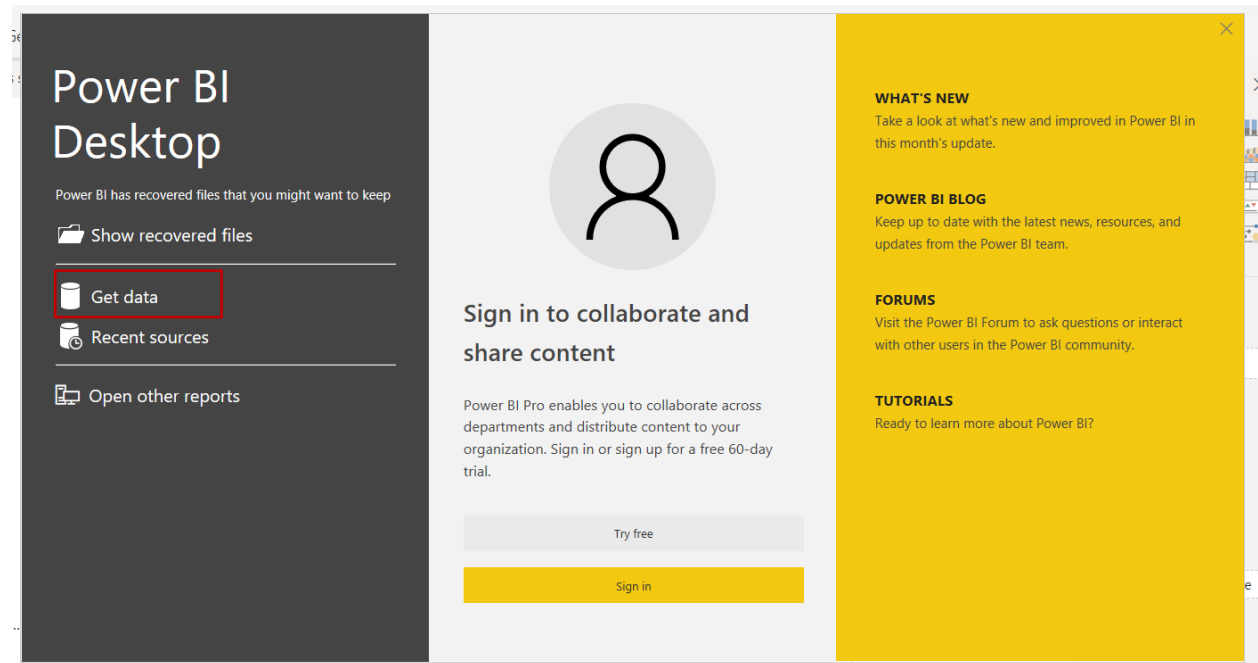 Power BI
Desktop
Power BI has recovered files that you might want to keep
Show recovered files
Get data
Recent sources
Open other reports
Sign in to collaborate and
share content
Power BI Pro enables you to collaborate across
departments and distribute content to your
organization. Sign in or sign up for a free 60-day
trial.
Try free
Sign in
WHAT'S NEW
Take a look at what's new and improved in Power BI in
this month's update.
POWER BI BLOG
Keep up to date with the latest news, resources, and
updates from the Power BI team.
FORUMS
Visit the Power BI Forum to ask questions or interact
with other users in the Power BI community.
TUTORIALS
Ready to learn more about Power BI?